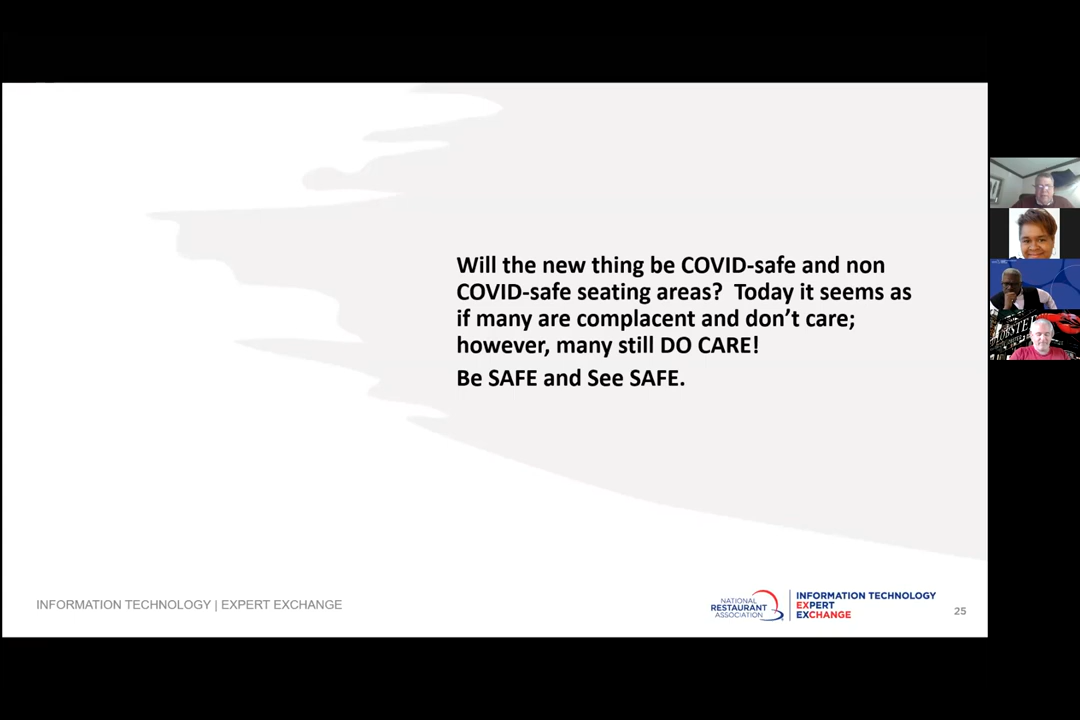 Will the new thing be COVID-safe and non
COVID-safe seating areas?  Today it seems as
if many are complacent and don’t care;
however, many still DO CARE!
Be SAFE and See SAFE.
INFORMATION TECHNOLOGY | EXPERT EXCHANGE
NATIONAL
RESTAURANT
ASSOCIATION
INFORMATION TECHNOLOGY
EXPERT
EXCHANGE
25